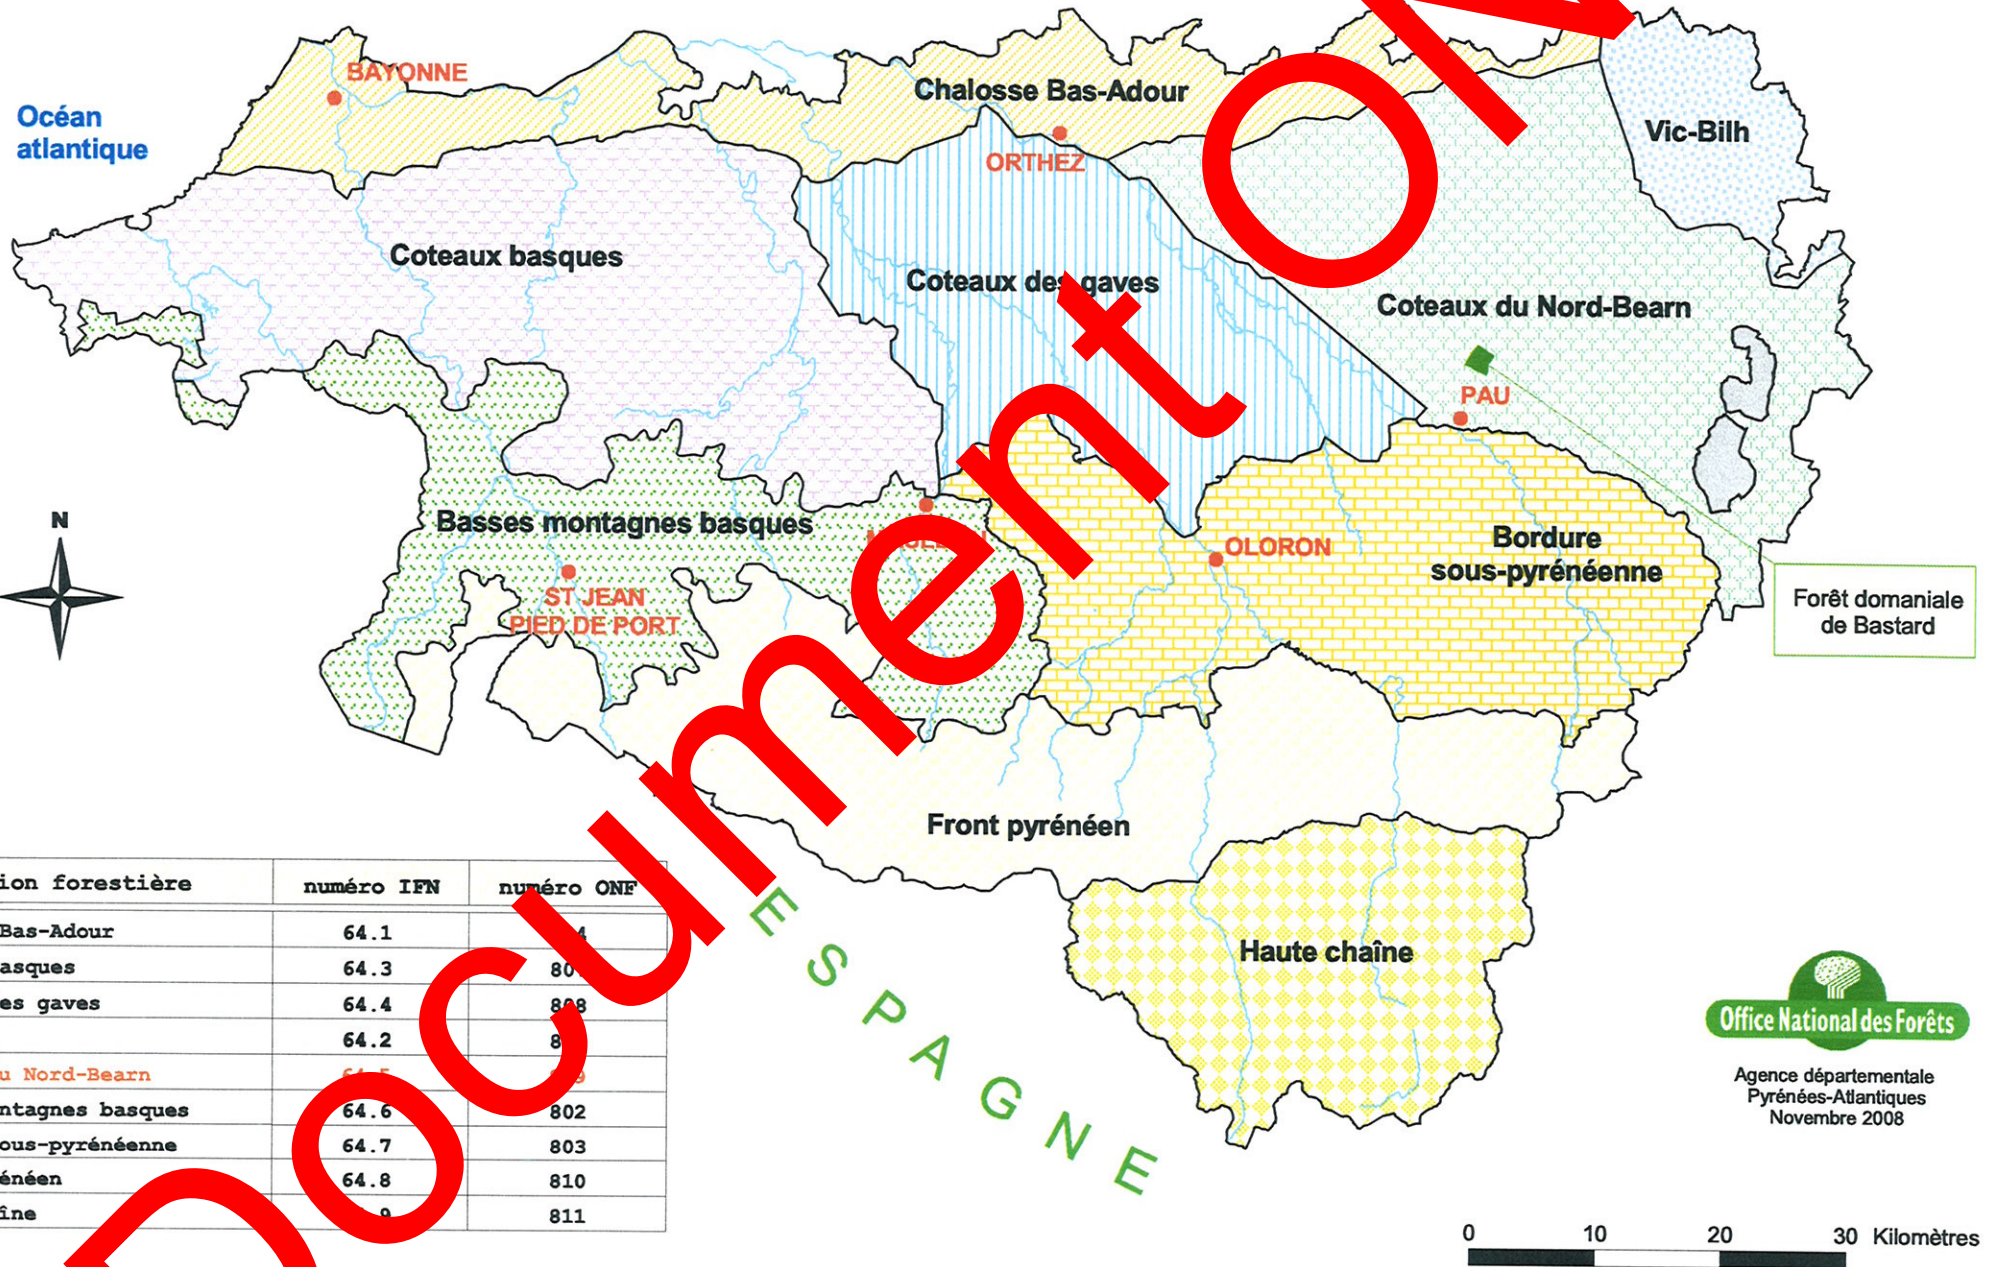 BAYONNE
Océan
atlantique
Chalosse Bas-Adour
ORTHEZ
Vic-Bilh
Coteaux basques
Coteaux des gaves
Coteaux du Nord-Bearn
PAU
N
Basses montagnes basques
OLORON
Bordure
sous-pyrénéenne
ST JEAN
PIED DE PORT
Forêt domaniale
de Bastard
Front pyrénéen
Haute chaîne
ESPAGNE
Document ON
ion forestière numéro IFN numéro ONF
Bas-Adour 64.1 4
asques 64.3 80
es gaves 64.4 808
64.2 8
u Nord-Bearn
ntagnes basques 64.6 802
ous-pyrénéenne 64.7 803
énéen 64.8 810
îne 9 811
Office National des Forêts
Agence départementale
Pyrénées-Atlantiques
Novembre 2008
0 10 20 30 Kilomètres